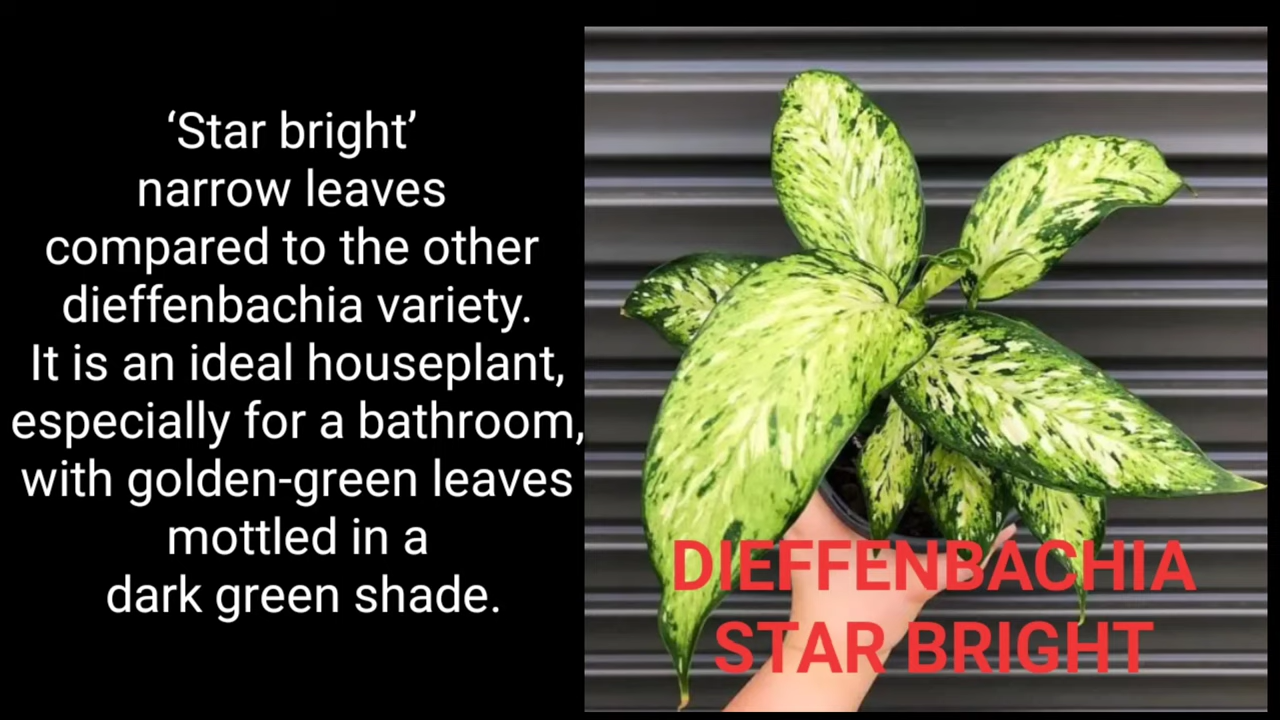 ‘Star bright’
narrow leaves
compared to the other
dieffenbachia variety.
It is an ideal houseplant,
especially for a bathroom,
with golden-green leaves
mottled in a
dark green shade.
DIEFFENBACHIA
STAR BRIGHT